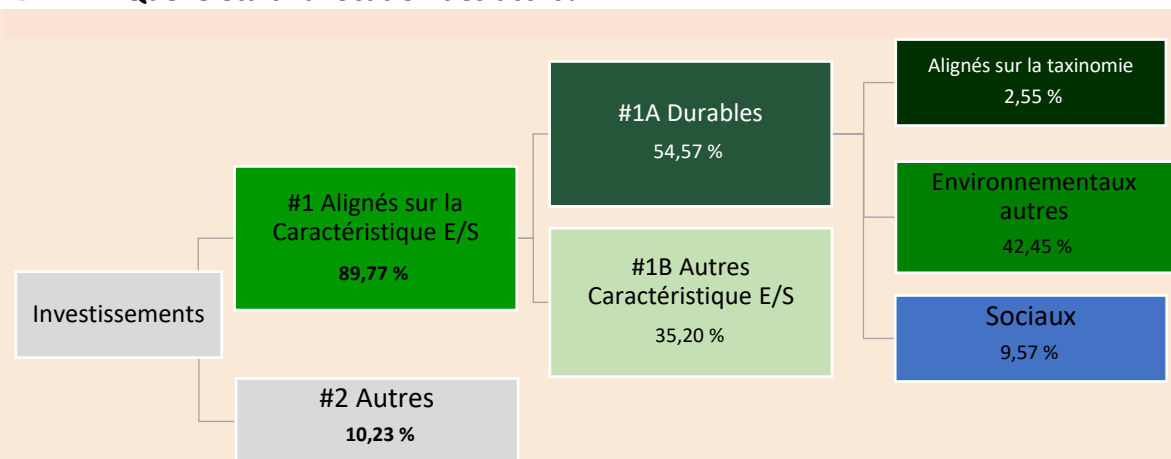 Investissements
#1 Alignés sur la
Caractéristique E/S
89,77 %
#2 Autres
10,23 %
#1A Durables
54,57 %
#1B Autres
Caractéristique E/S
35,20 %
Alignés sur la taxinomie
2,55 %
Environnementaux
autres
42,45 %
Sociaux
9,57 %